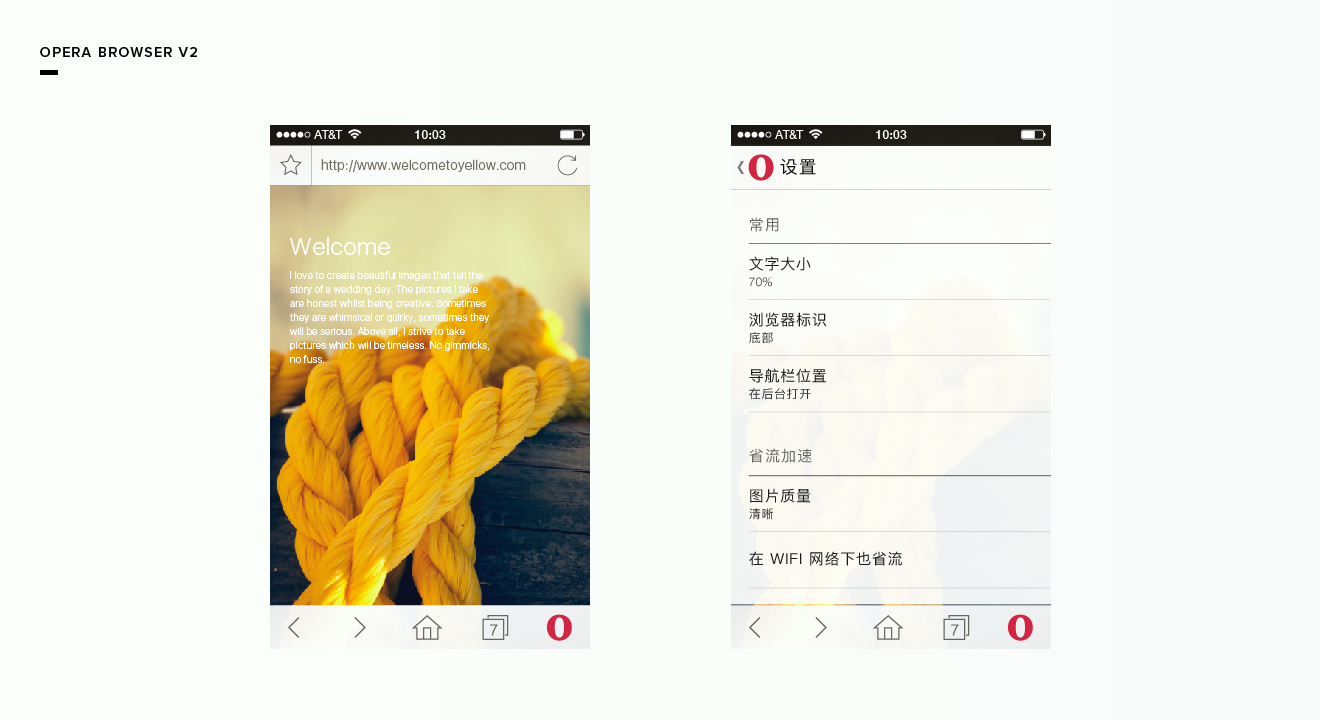 OPERA BROWSER V2
AT&T 10:03
http://www.welcometoyellow.com
Welcome
I love to create beautiful images that tell the
story of a wedding day. The pictures I take
are honest whilst being creative. Sometimes
they are whimsical or quirky, sometimes they
will be serious. Above all, I strive to take
pictures which will be timeless. No gimmicks,
no fuss.
7
AT&T 10:03
设置
常用
文字大小
70%
浏览器标识
底部
导航栏位置
在后台打开
省流加速
图片质量
清晰
在 WIFI 网络下也省流
7